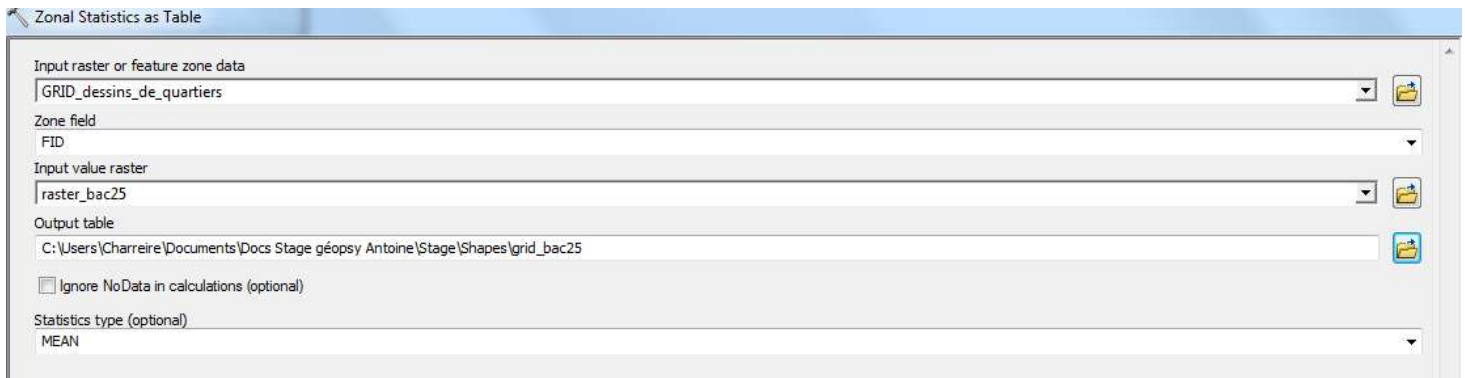 Zonal Statistics as Table
Input raster or feature zone data
GRID_dessins_de_quartiers
Zone field
FID
Input value raster
raster_bac25
Output table
C:\Users\Charreire\Documents\Docs Stage géopsy Antoine\Stage\Shapes\grid_bac25
Ignore NoData in calculations (optional)
Statistics type (optional)
MEAN